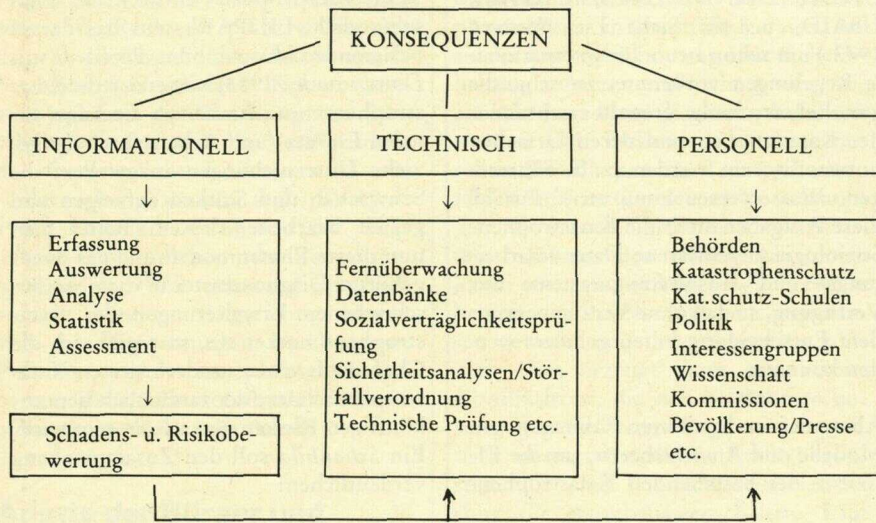 KONSEQUENZEN
INFORMATIONELL
TECHNISCH
PERSONELL
Erfassung
Auswertung
Analyse
Statistik
Assessment
Schadens- u. Risikobe-
wertung
Fernüberwachung
Datenbänke
Sozialverträglichkeitsprü-
fung
Sicherheitsanalysen/Stör-
fallverordnung
Technische Prüfung etc.
Behörden
Katastrophenschutz
Kat.schutz-Schulen
Politik
Interessengruppen
Wissenschaft
Kommissionen
Bevölkerung/Presse
etc.